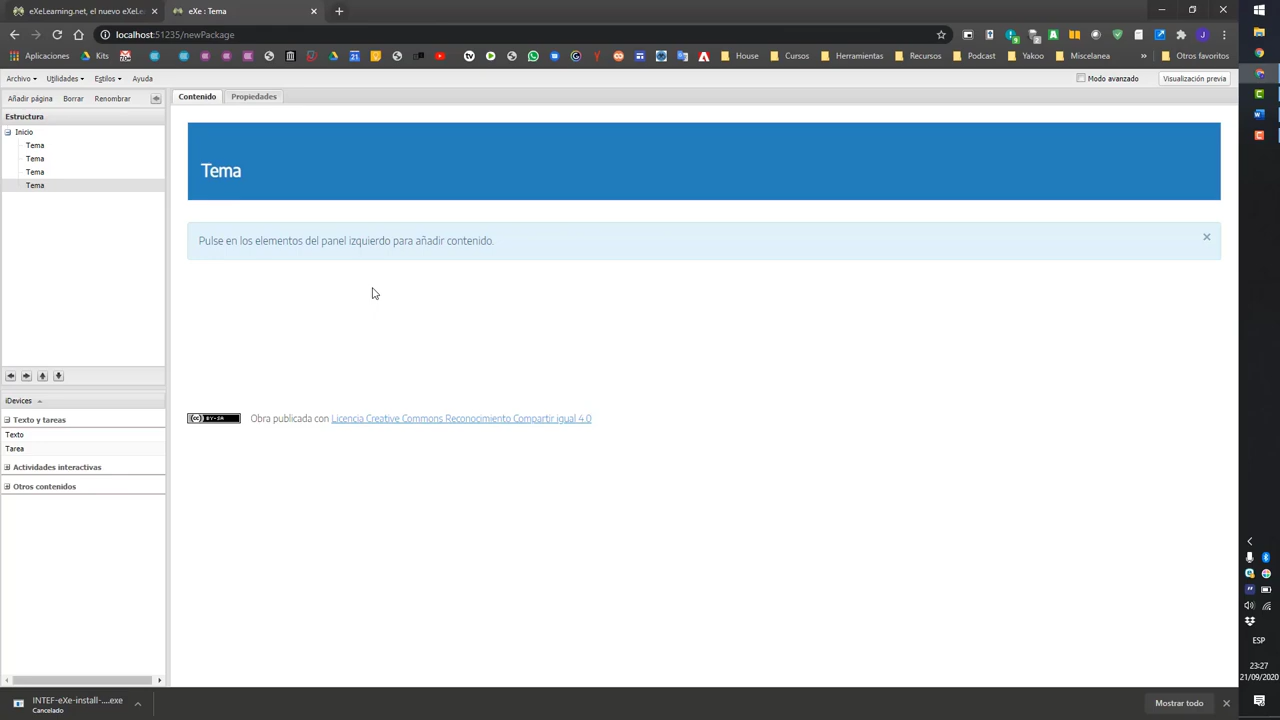 eXeLearning.net, el nuevo eXeLe
eXe : Tema
localhost:51235/newPackage
Aplicaciones
Kits
21
House
Cursos
Herramientas
Recursos
Podcast
Yakoo
Miscelanea
»
Otros favoritos
Archivo
Utilidades
Estilos
Ayuda
Modo avanzado
Visualización previa
Añadir página
Borrar
Renombrar
Contenido
Propiedades
Estructura
Inicio
Tema
Tema
Tema
Tema
Tema
Pulse en los elementos del panel izquierdo para añadir contenido.
iDevices
Texto y tareas
Texto
Tarea
Actividades interactivas
Otros contenidos
BY-SA
Obra publicada con Licencia Creative Commons Reconocimiento Compartir igual 4.0
INTEF-eXe-install-....exe
Cancelado
Mostrar todo
ESP
23:27
21/09/2020